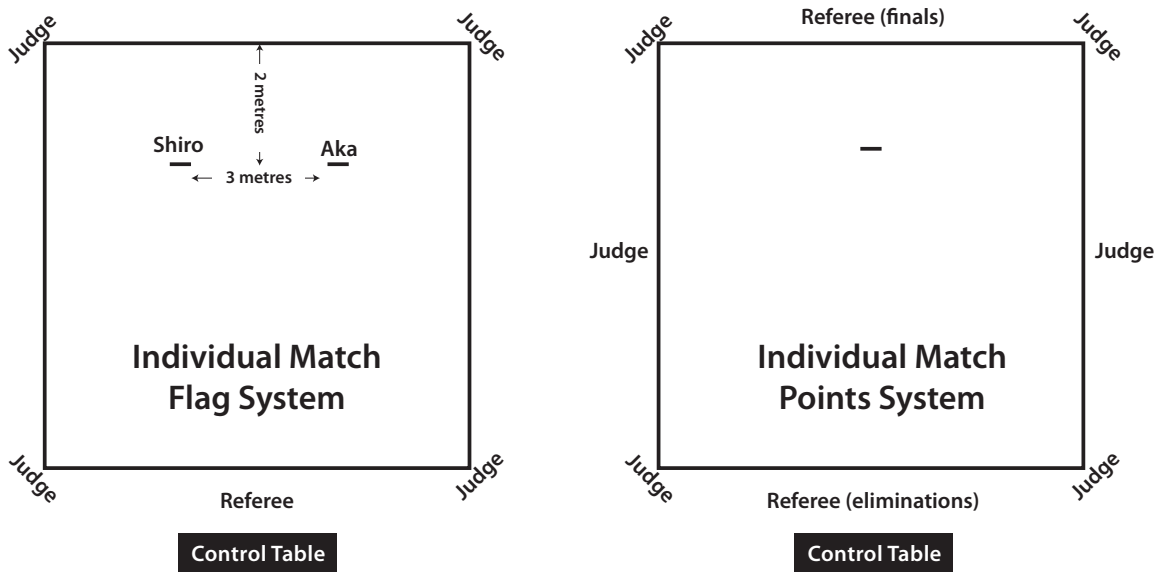 Judge
Judge
2 metres
Shiro
Aka
3 metres
Individual Match
Flag System
Judge
Judge
Referee
Control Table
Referee (finals)
Judge
Judge
Judge
Judge
Individual Match
Points System
Judge
Judge
Referee (eliminations)
Control Table